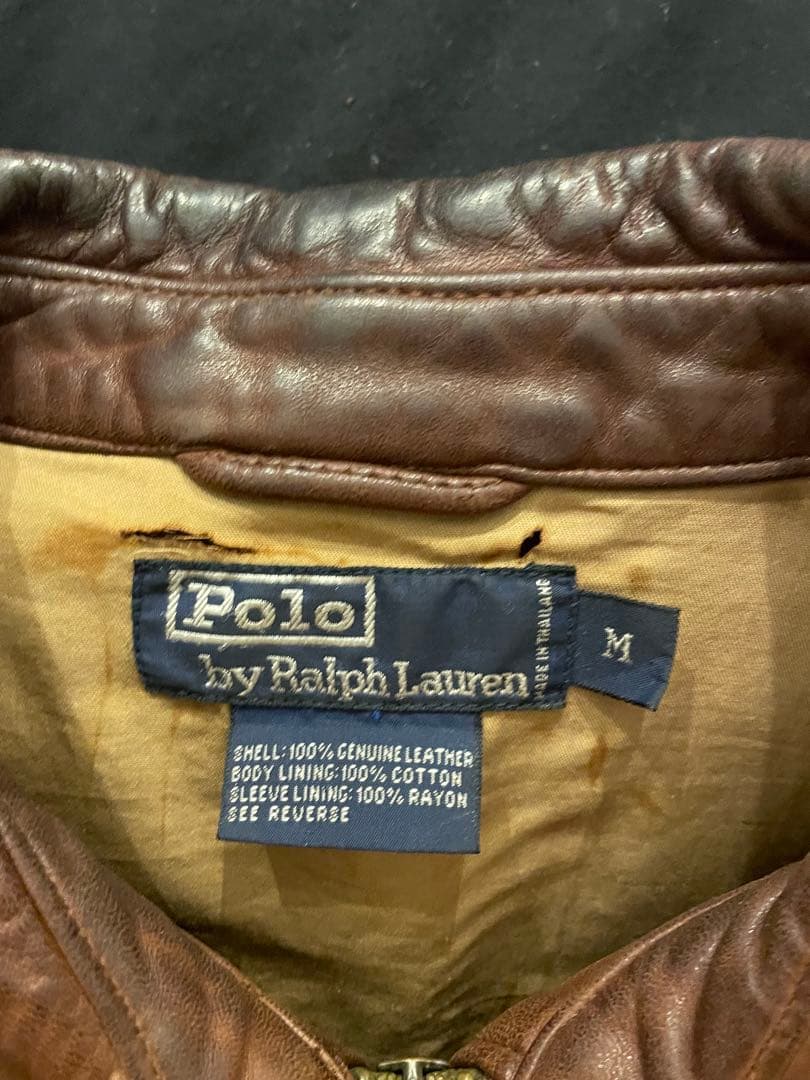 Polo
by Ralph Lauren
MADE IN THAILAND
M
SHELL: 100% GENUINE LEATHER
BODY LINING: 100% COTTON
SLEEVE LINING: 100% RAYON
SEE REVERSE